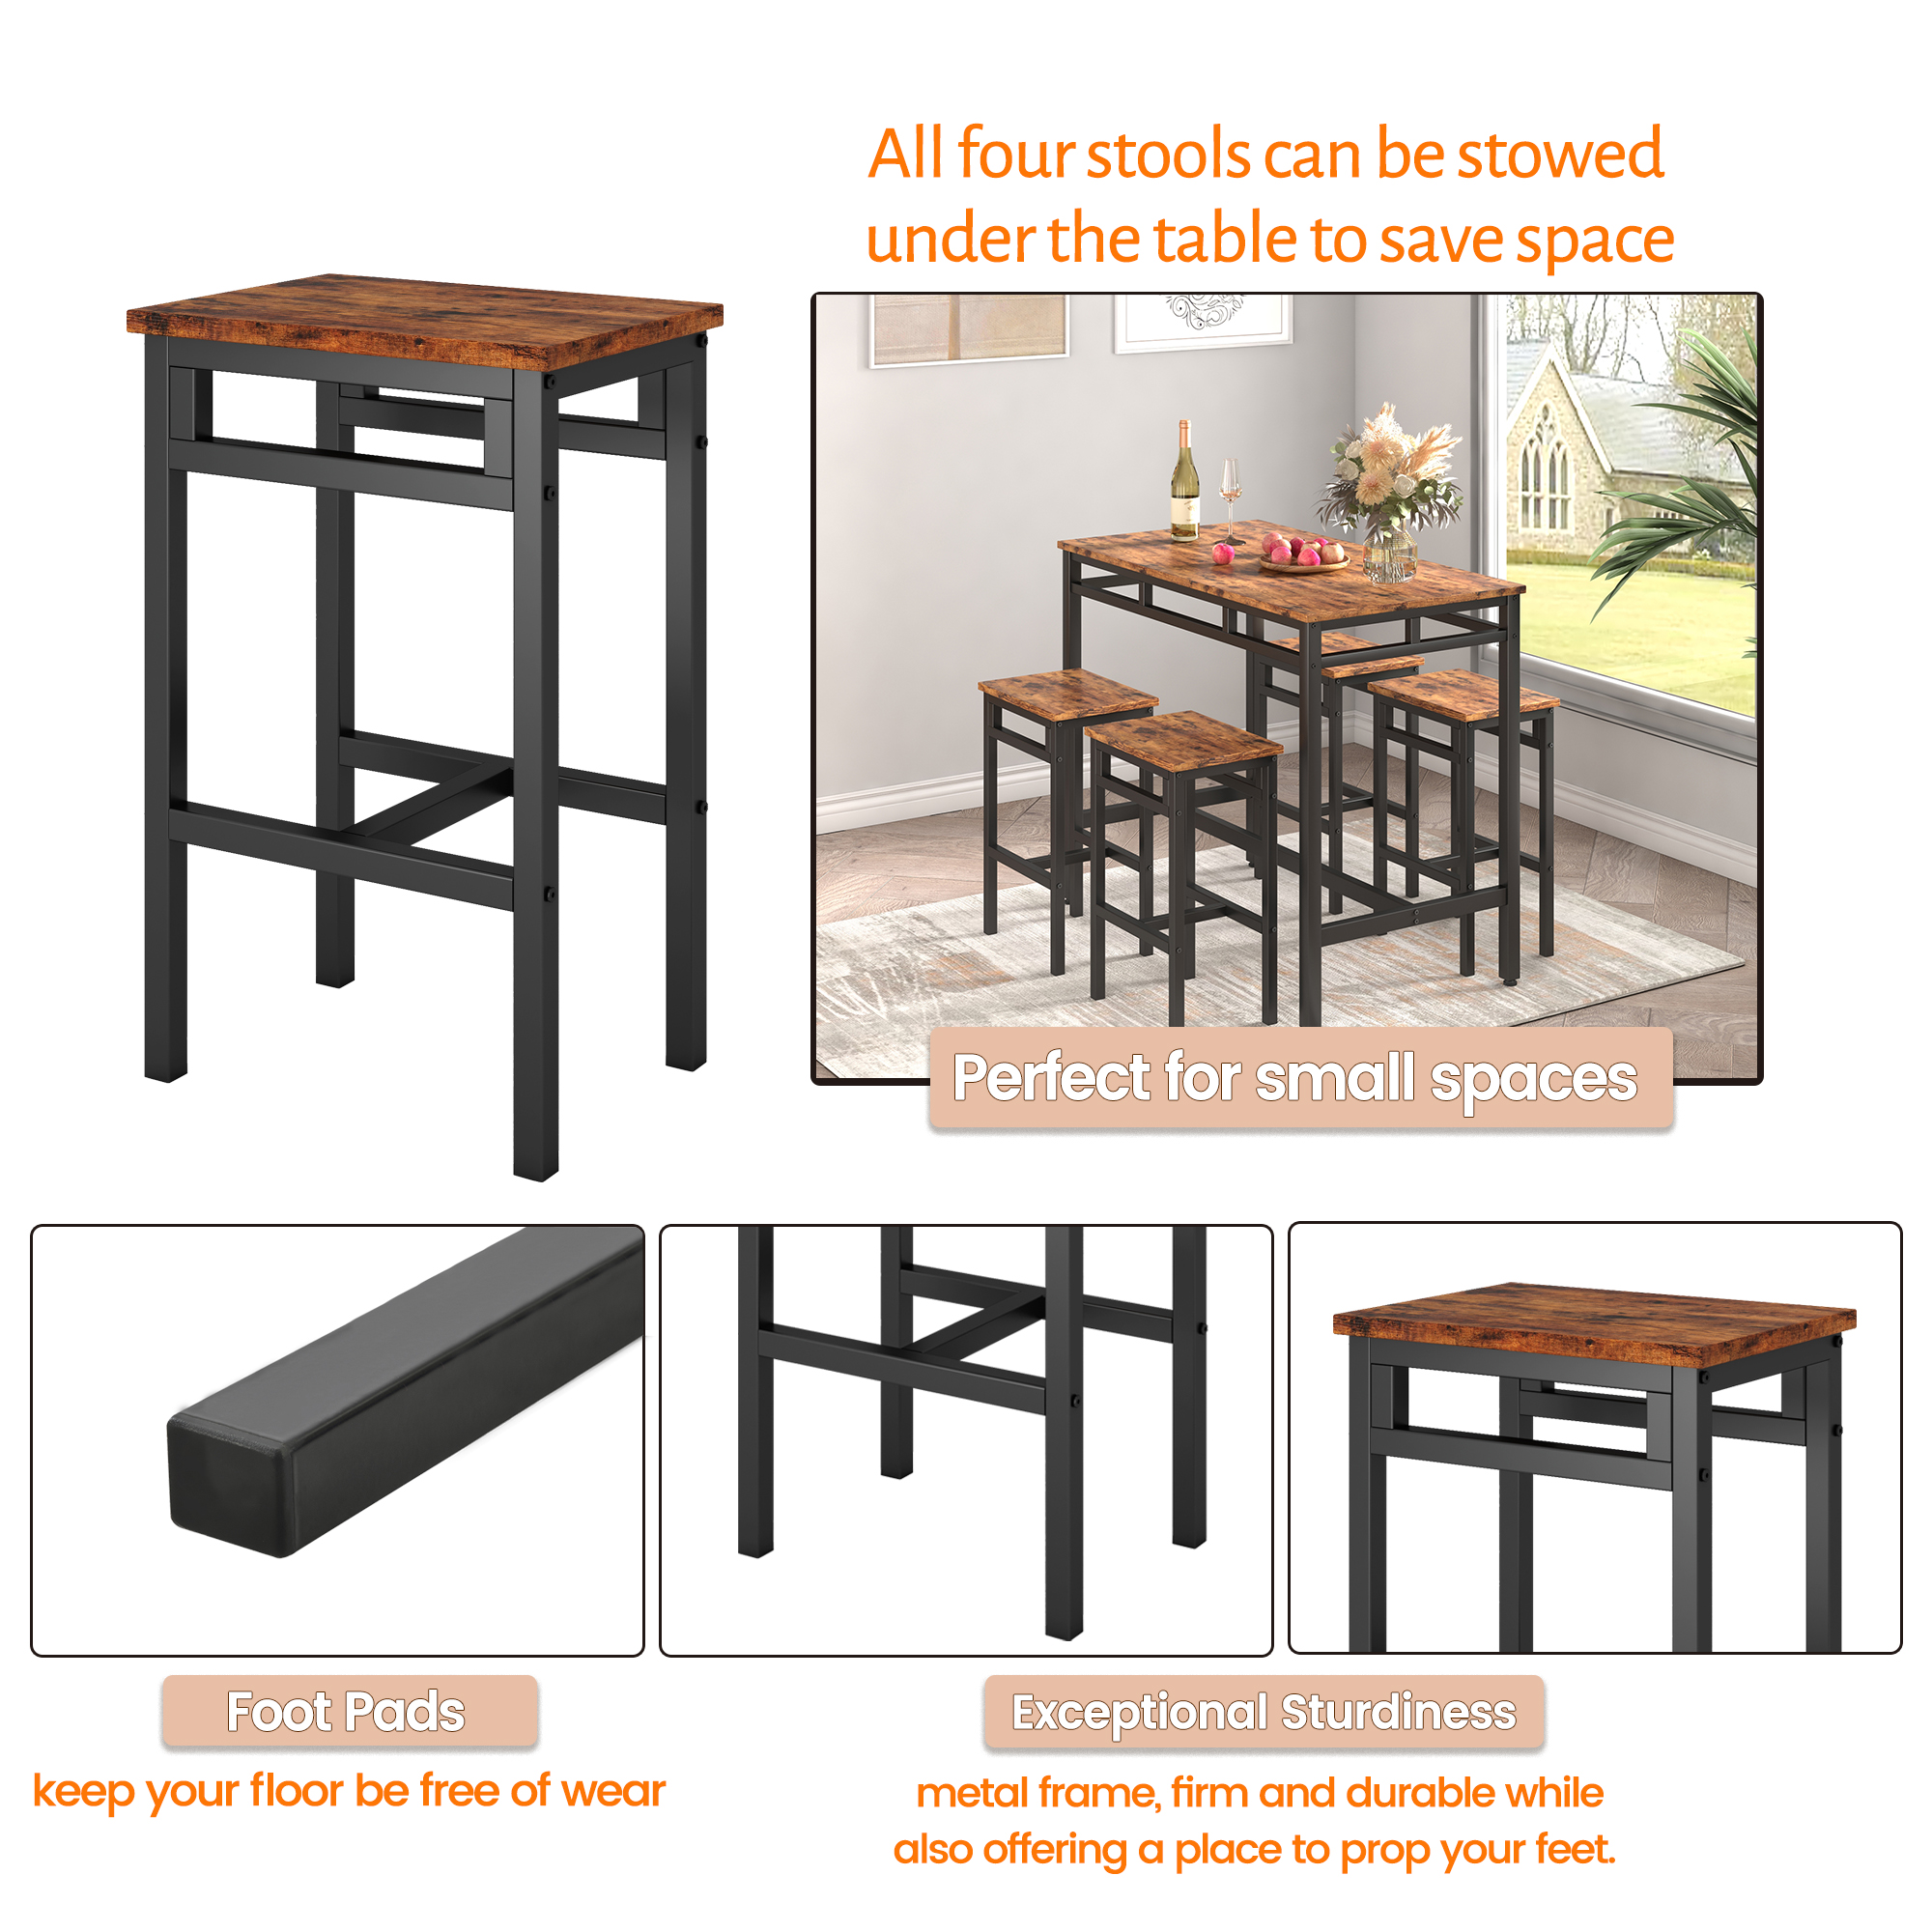 All four stools can be stowed
under the table to save space
Perfect for small spaces
Foot Pads
keep your floor be free of wear
Exceptional Sturdiness
metal frame, firm and durable while
also offering a place to prop your feet.